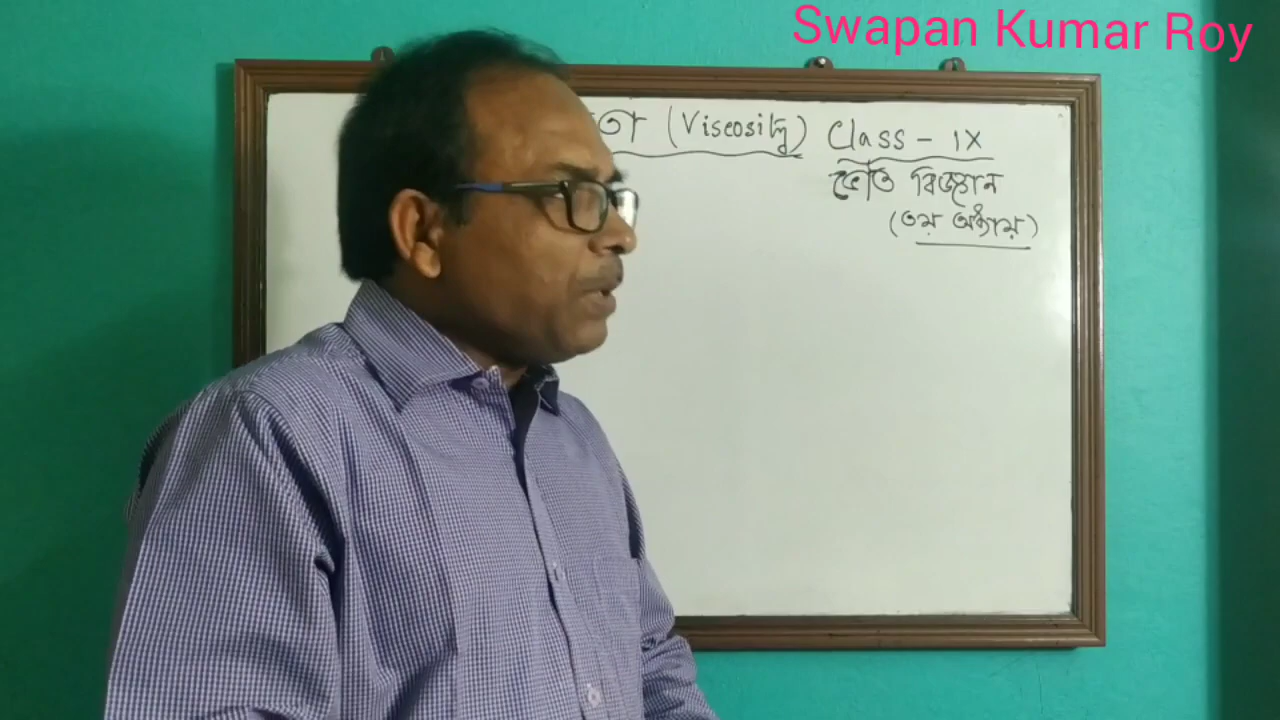 Swapan Kumar Roy
তা (Viscosity) Class - IX
ভৌত বিজ্ঞান
(৩য় অধ্যায়)